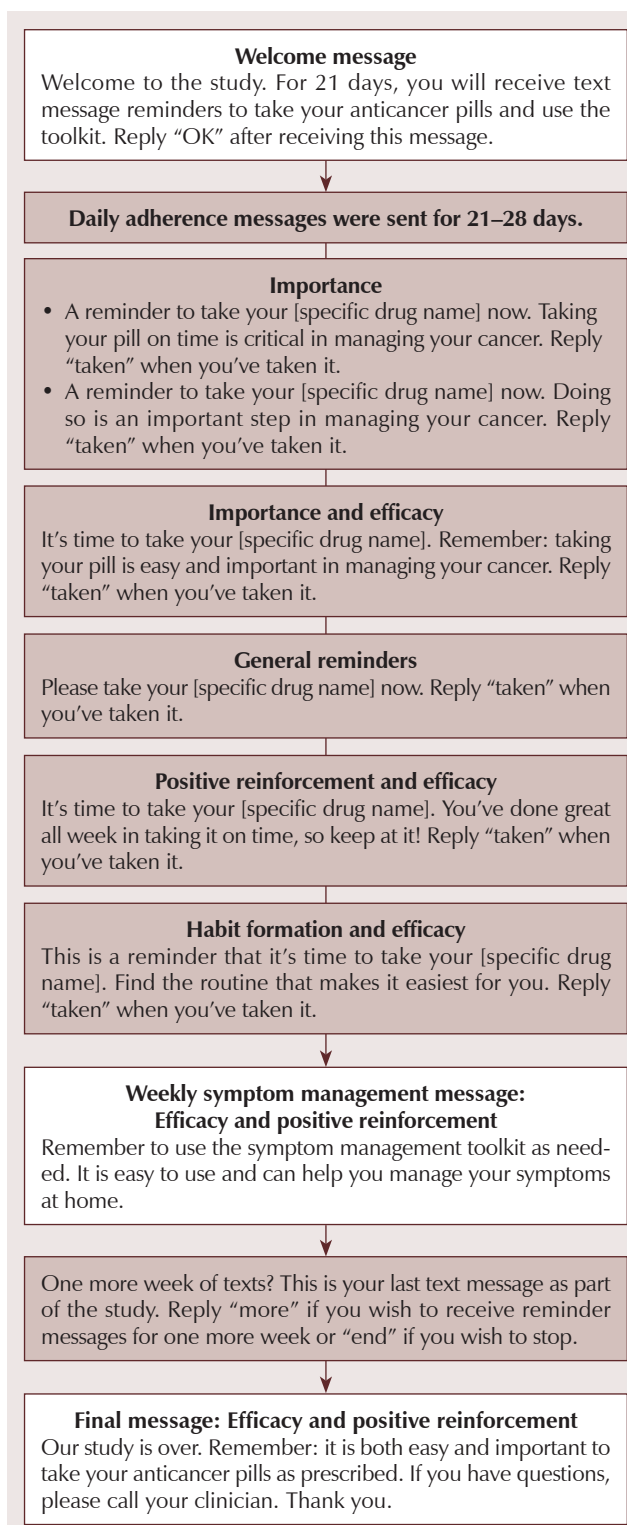 Welcome message
Welcome to the study. For 21 days, you will receive text
message reminders to take your anticancer pills and use the
toolkit. Reply “OK” after receiving this message.
Daily adherence messages were sent for 21–28 days.
Importance
• A reminder to take your [specific drug name] now. Taking
your pill on time is critical in managing your cancer. Reply
“taken” when you’ve taken it.
• A reminder to take your [specific drug name] now. Doing
so is an important step in managing your cancer. Reply
“taken” when you’ve taken it.
Importance and efficacy
It’s time to take your [specific drug name]. Remember: taking
your pill is easy and important in managing your cancer. Reply
“taken” when you’ve taken it.
General reminders
Please take your [specific drug name] now. Reply “taken” when
you’ve taken it.
Positive reinforcement and efficacy
It’s time to take your [specific drug name]. You’ve done great
all week in taking it on time, so keep at it! Reply “taken” when
you’ve taken it.
Habit formation and efficacy
This is a reminder that it’s time to take your [specific drug
name]. Find the routine that makes it easiest for you. Reply
“taken” when you’ve taken it.
Weekly symptom management message:
Efficacy and positive reinforcement
Remember to use the symptom management toolkit as need-
ed. It is easy to use and can help you manage your symptoms
at home.
One more week of texts? This is your last text message as part
of the study. Reply “more” if you wish to receive reminder
messages for one more week or “end” if you wish to stop.
Final message: Efficacy and positive reinforcement
Our study is over. Remember: it is both easy and important to
take your anticancer pills as prescribed. If you have questions,
please call your clinician. Thank you.